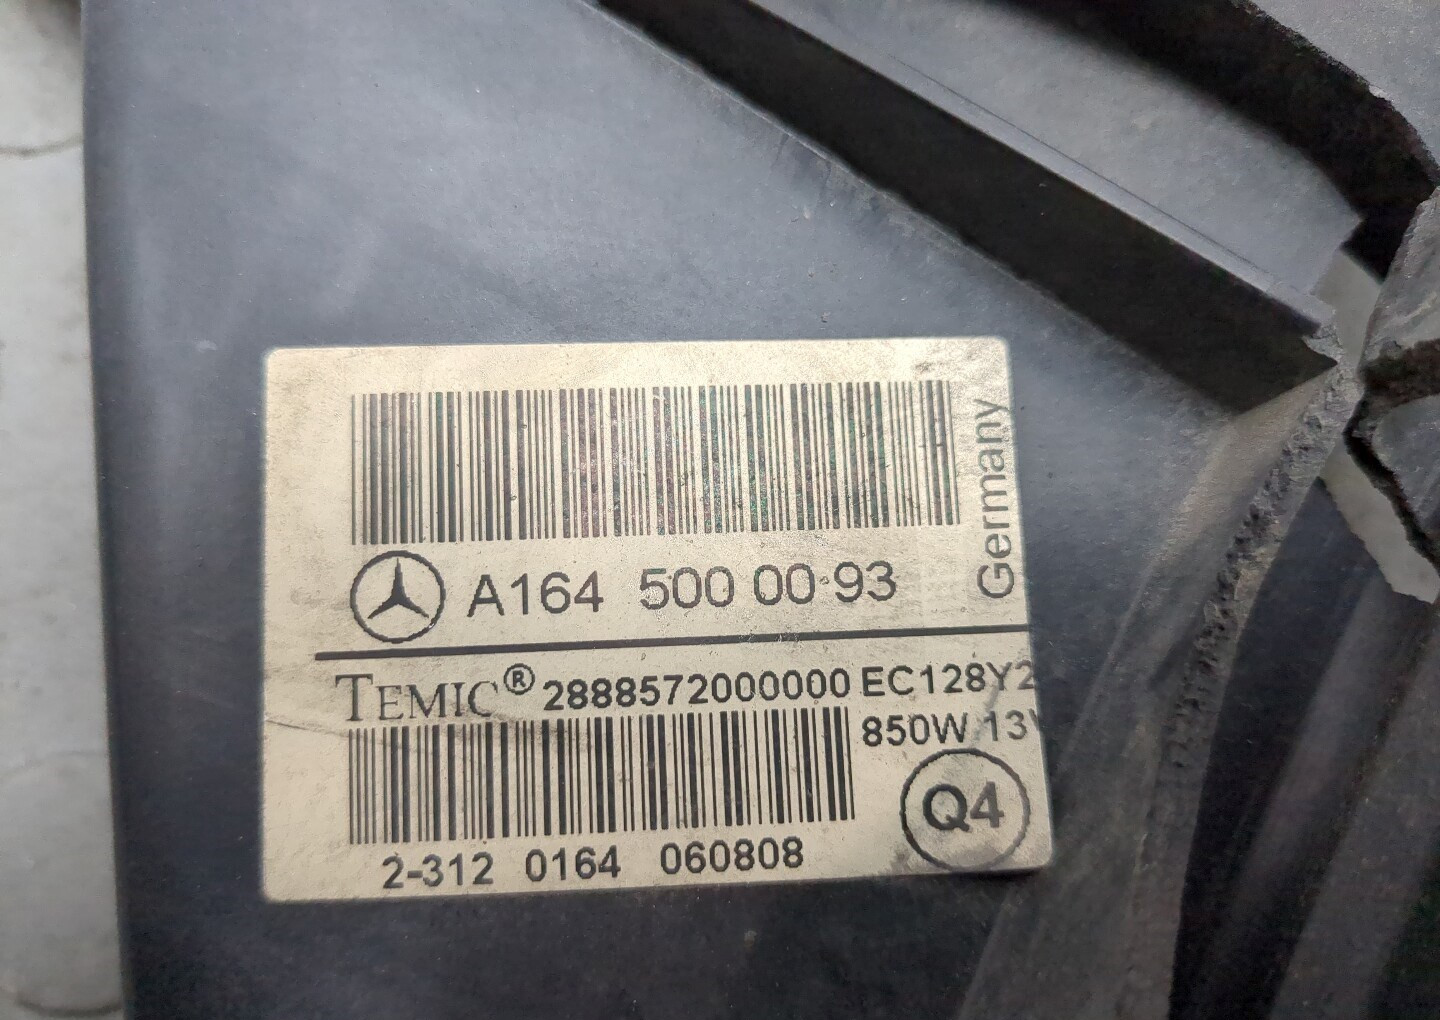 A164 500 00 93
Germany
TEMIC® 2888572000000 EC128Y2
850W 13V
Q4
2-312 0164 060808